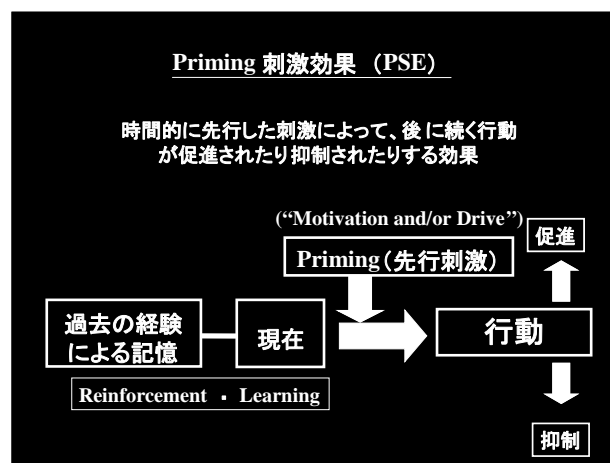 Priming 刺激効果 （PSE）
時間的に先行した刺激によって、後に続く行動
が促進されたり抑制されたりする効果
(“Motivation and/or Drive”)
促進
Priming（先行刺激）
過去の経験
による記憶
現在
行動
Reinforcement ・ Learning
抑制